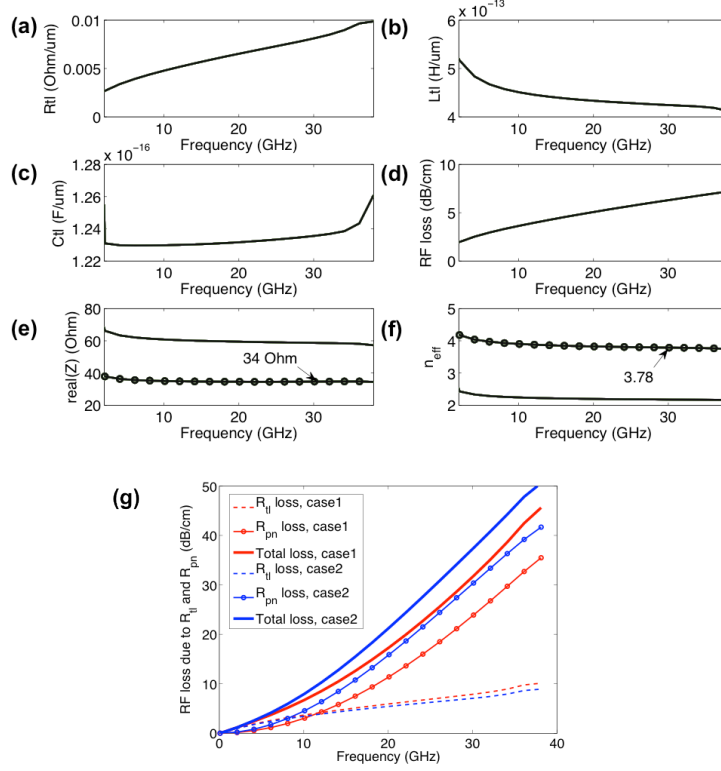 (a)
0.01
0.005
0
Rtl (Ohm/um)
10 20 30
Frequency (GHz)
(b)
x 10⁻¹³
6
5
4
Ltl (H/um)
10 20 30
Frequency (GHz)
(c)
x 10⁻¹⁶
1.28
1.26
1.24
1.22
Ctl (F/um)
10 20 30
Frequency (GHz)
(d)
10
5
0
RF loss (dB/cm)
10 20 30
Frequency (GHz)
(e)
80
60
40
20
real(Z) (Ohm)
34 Ohm
10 20 30
Frequency (GHz)
(f)
5
4
3
2
n_eff
3.78
10 20 30
Frequency (GHz)
(g)
50
40
30
20
10
0
RF loss due to R_tl and R_pn (dB/cm)
R_tl loss, case1
R_pn loss, case1
Total loss, case1
R_tl loss, case2
R_pn loss, case2
Total loss, case2
0 10 20 30 40
Frequency (GHz)